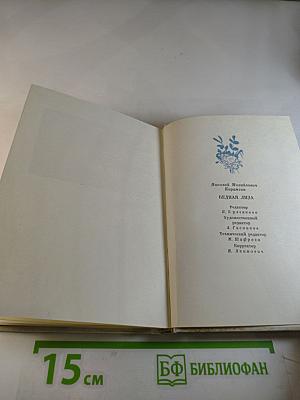 Николай Михайлович
Карамзин
БЕДНАЯ ЛИЗА
Редактор
Художественный
редактор
Технический редактор
Корректор
15 см
БФ БИБЛИОФАН